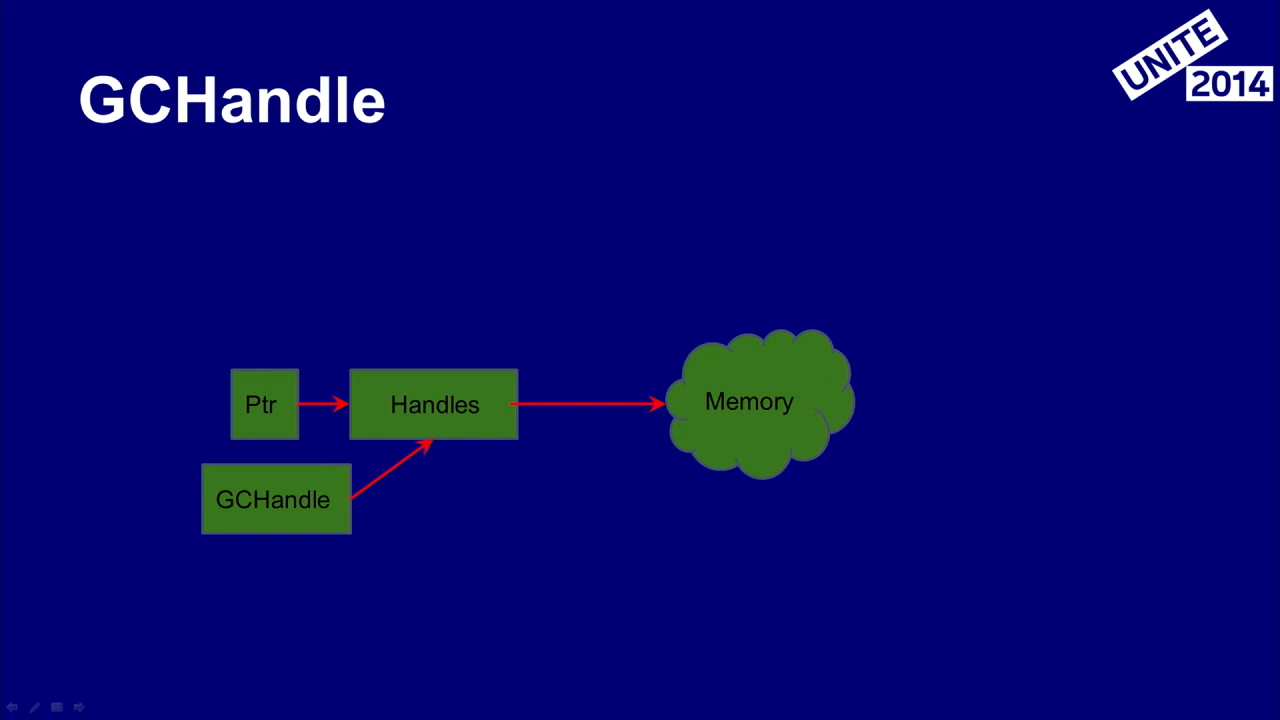 GCHandle
UNITE
2014
Ptr
Handles
Memory
GCHandle